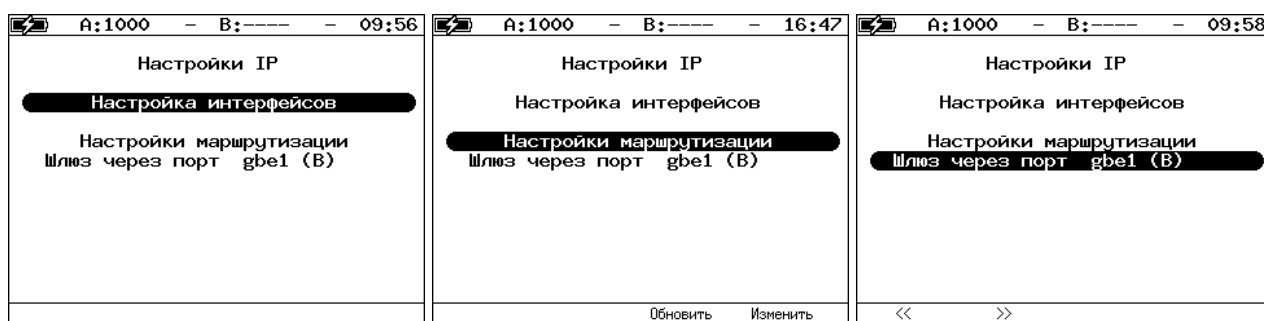 A:1000 – B:---- – 09:56
Настройки IP
Настройка интерфейсов
Настройки маршрутизации
Шлюз через порт gbe1 (B)
A:1000 – B:---- – 16:47
Настройки IP
Настройка интерфейсов
Настройки маршрутизации
Шлюз через порт gbe1 (B)
Обновить Изменить
A:1000 – B:---- – 09:58
Настройки IP
Настройка интерфейсов
Настройки маршрутизации
Шлюз через порт gbe1 (B)
<< >>